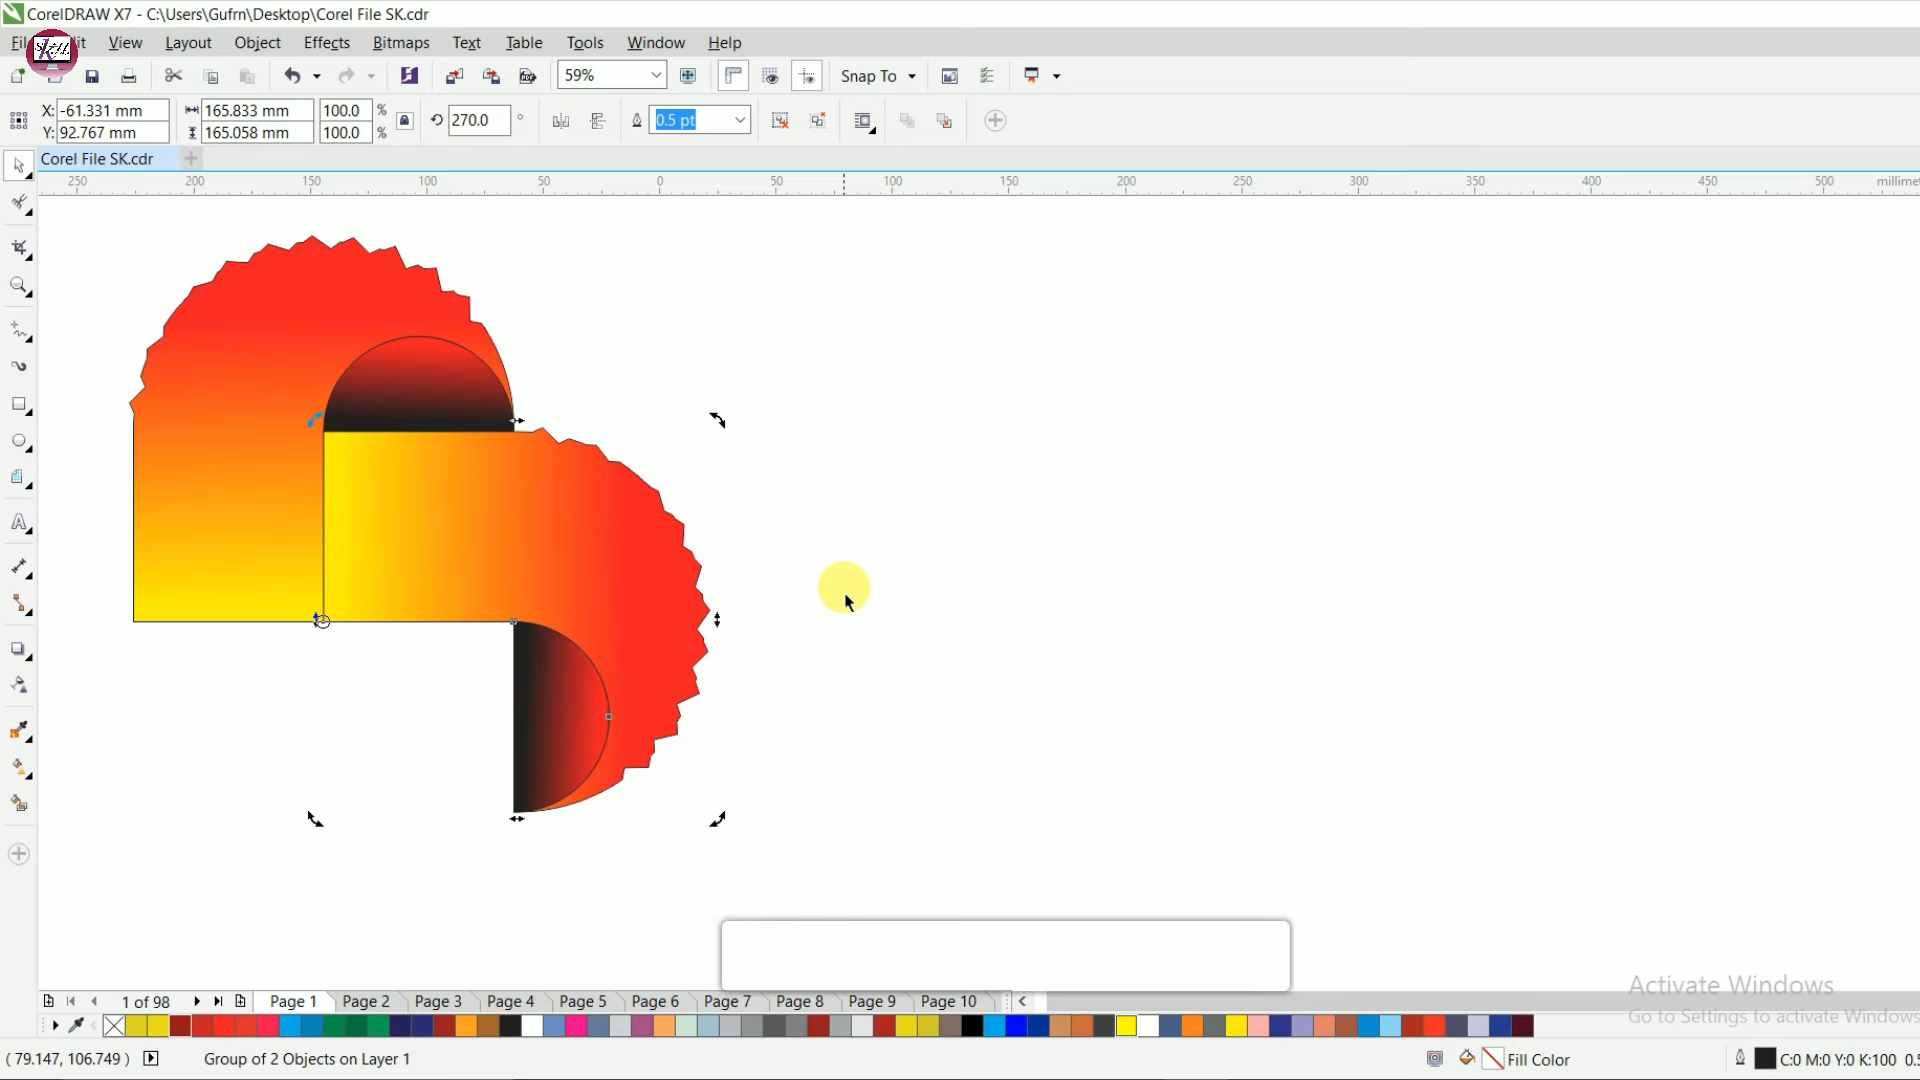 CorelDRAW X7 - C:\Users\Gufrn\Desktop\Corel File SK.cdr
View Layout Object Effects Bitmaps Text Table Tools Window Help
59% Snap To
X: -61.331 mm 165.833 mm 100.0 %
Y: 92.767 mm 165.058 mm 100.0 %
270.0 ° 0.5 pt
Corel File SK.cdr
250 200 150 100 50 0 50 100 150 200 250 300 350 400 450 500 millime
Activate Windows
Go to Settings to activate Windows
1 of 98 Page 1 Page 2 Page 3 Page 4 Page 5 Page 6 Page 7 Page 8 Page 9 Page 10
( 79.147, 106.749 ) Group of 2 Objects on Layer 1 Fill Color C:0 M:0 Y:0 K:100 0.5